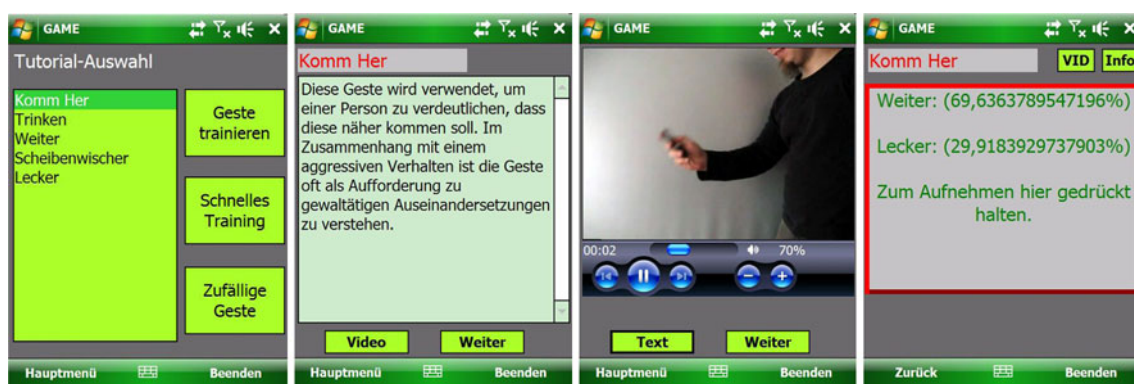 GAME
Tutorial-Auswahl
Komm Her
Trinken
Weiter
Scheibenwischer
Lecker
Geste
trainieren
Schnelles
Training
Zufällige
Geste
Hauptmenü
Beenden
GAME
Komm Her
Diese Geste wird verwendet, um
einer Person zu verdeutlichen, dass
diese näher kommen soll. Im
Zusammenhang mit einem
aggressiven Verhalten ist die Geste
oft als Aufforderung zu
gewaltätigen Auseinandersetzungen
zu verstehen.
Video
Weiter
Hauptmenü
Beenden
GAME
00:02
70%
Text
Weiter
Hauptmenü
Beenden
GAME
Komm Her
VID
Info
Weiter: (69,6363789547196%)
Lecker: (29,9183929737903%)
Zum Aufnehmen hier gedrückt
halten.
Zurück
Beenden